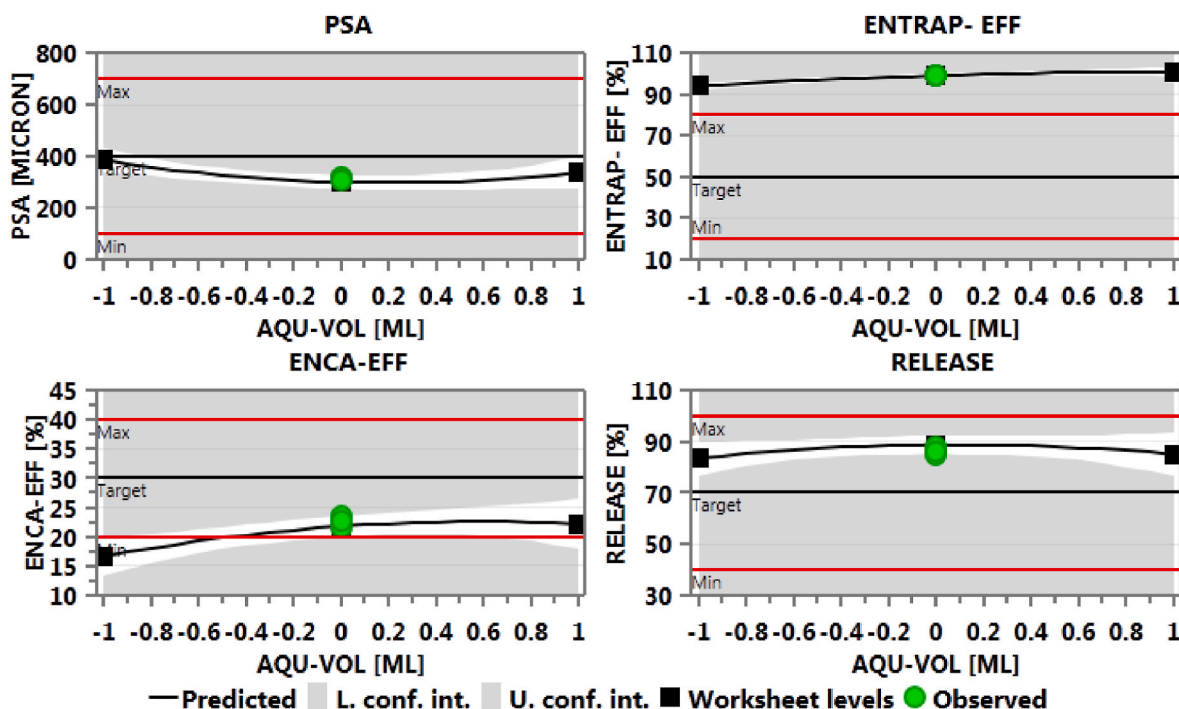 PSA
PSA [MICRON]
800
600
400
200
0
Max
Target
Min
-1 -0.8 -0.6 -0.4 -0.2 0 0.2 0.4 0.6 0.8 1
AQU-VOL [ML]
ENTRAP- EFF
ENTRAP- EFF [%]
110
90
70
50
30
10
Max
Target
Min
-1 -0.8 -0.6 -0.4 -0.2 0 0.2 0.4 0.6 0.8 1
AQU-VOL [ML]
ENCA-EFF
ENCA-EFF [%]
45
40
35
30
25
20
15
10
Max
Target
Min
-1 -0.8 -0.6 -0.4 -0.2 0 0.2 0.4 0.6 0.8 1
AQU-VOL [ML]
RELEASE
RELEASE [%]
110
90
70
50
30
Max
Target
Min
-1 -0.8 -0.6 -0.4 -0.2 0 0.2 0.4 0.6 0.8 1
AQU-VOL [ML]
Predicted L. conf. int. U. conf. int. Worksheet levels Observed